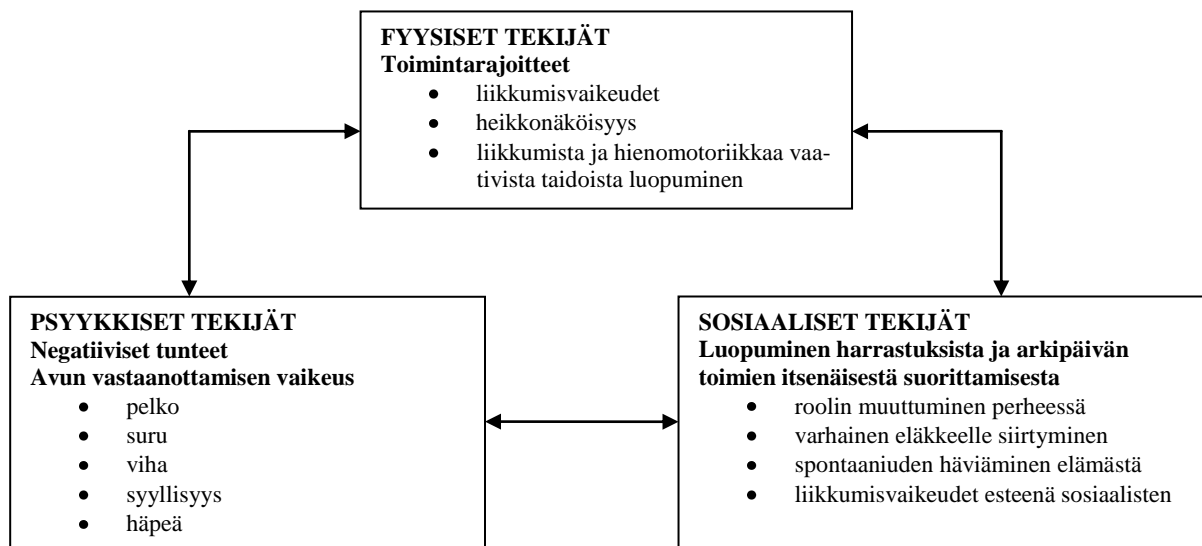 FYYSISET TEKIJÄT
Toimintarajoitteet
• liikkumisvaikeudet
• heikkonäköisyys
• liikkumista ja hienomotoriikkaa vaa-
tivista taidoista luopuminen
PSYYKKISET TEKIJÄT
Negatiiviset tunteet
Avun vastaanottamisen vaikeus
• pelko
• suru
• viha
• syyllisyys
• häpeä
SOSIAALISET TEKIJÄT
Luopuminen harrastuksista ja arkipäivän
toimien itsenäisestä suorittamisesta
• roolin muuttuminen perheessä
• varhainen eläkkeelle siirtyminen
• spontaaniuden häviäminen elämästä
• liikkumisvaikeudet esteenä sosiaalisten